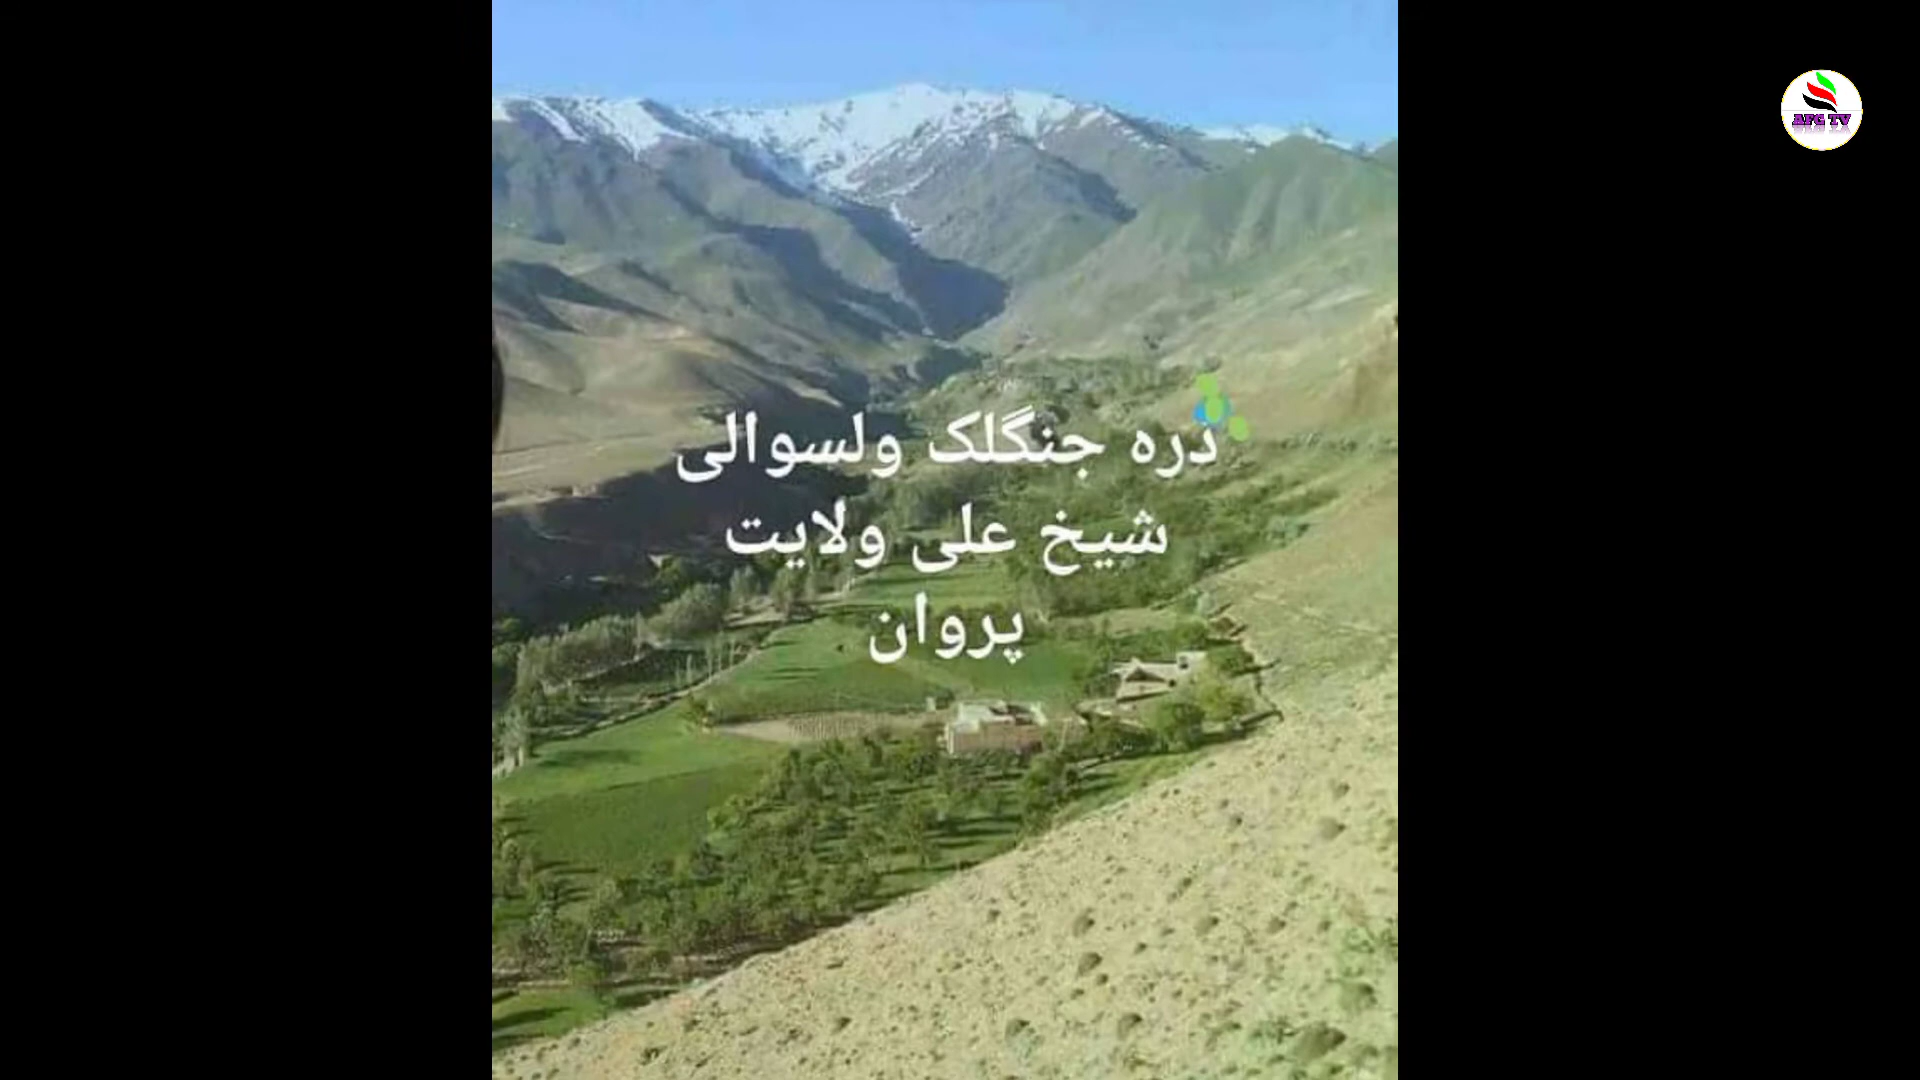 دره جنگلک ولسوالی
شیخ علی ولایت
پروان
AFG TV